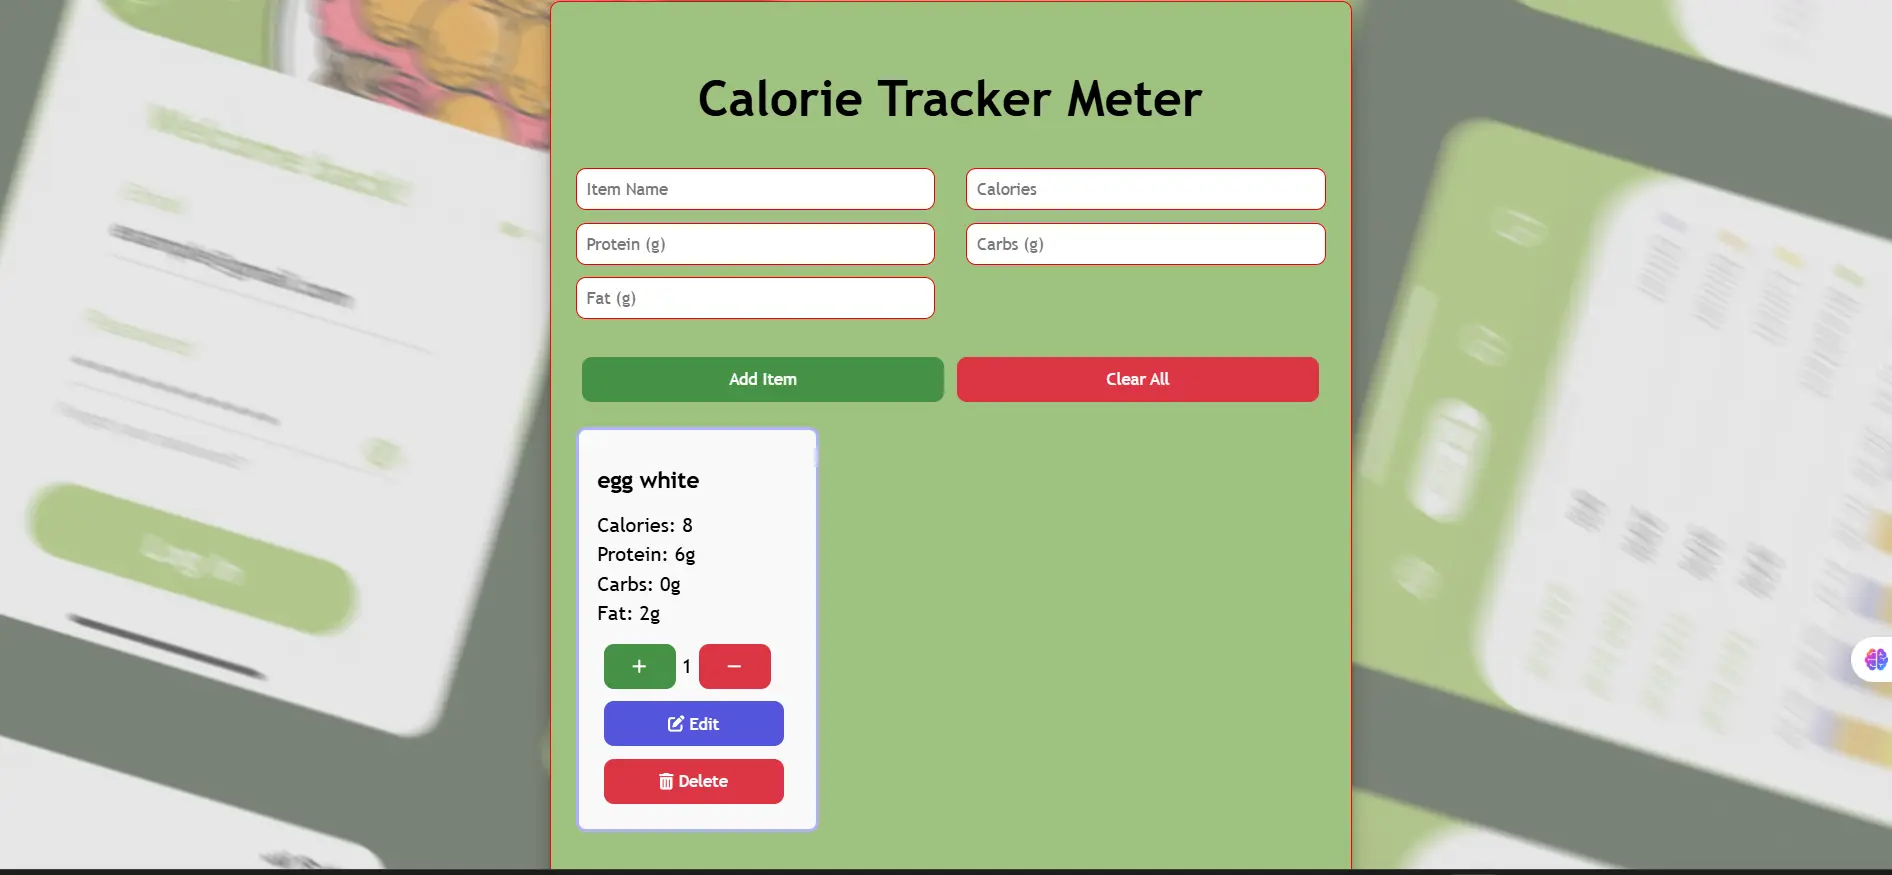 Calorie Tracker Meter
Item Name
Calories
Protein (g)
Carbs (g)
Fat (g)
Add Item
Clear All
egg white
Calories: 8
Protein: 6g
Carbs: 0g
Fat: 2g
+ 1 −
Edit
Delete